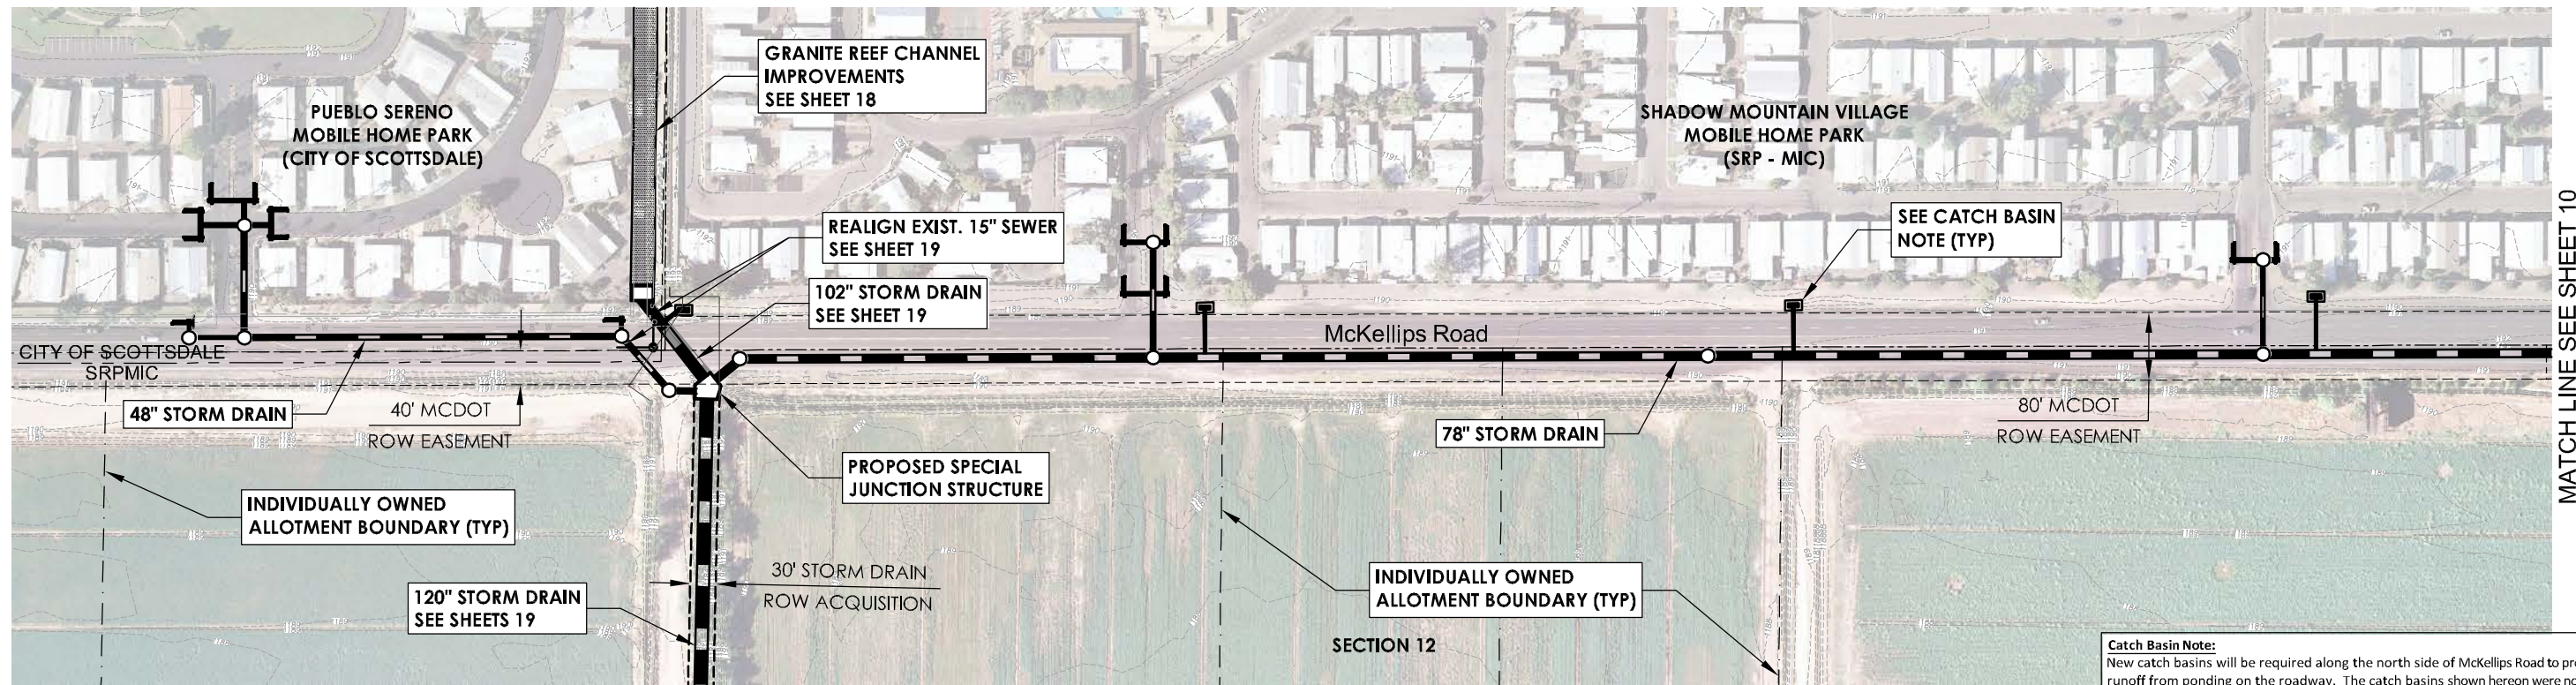 GRANITE REEF CHANNEL
IMPROVEMENTS
SEE SHEET 18
PUEBLO SERENO
MOBILE HOME PARK
(CITY OF SCOTTSDALE)
SHADOW MOUNTAIN VILLAGE
MOBILE HOME PARK
(SRP - MIC)
REALIGN EXIST. 15" SEWER
SEE SHEET 19
SEE CATCH BASIN
NOTE (TYP)
102" STORM DRAIN
SEE SHEET 19
McKellips Road
CITY OF SCOTTSDALE
SRPMIC
48" STORM DRAIN
40' MCDOT
ROW EASEMENT
78" STORM DRAIN
80' MCDOT
ROW EASEMENT
MATCH LINE SEE SHEET 10
PROPOSED SPECIAL
JUNCTION STRUCTURE
INDIVIDUALLY OWNED
ALLOTMENT BOUNDARY (TYP)
30' STORM DRAIN
ROW ACQUISITION
INDIVIDUALLY OWNED
ALLOTMENT BOUNDARY (TYP)
120" STORM DRAIN
SEE SHEETS 19
SECTION 12
Catch Basin Note:
New catch basins will be required along the north side of McKellips Road to
runoff from ponding on the roadway. The catch basins shown hereon were